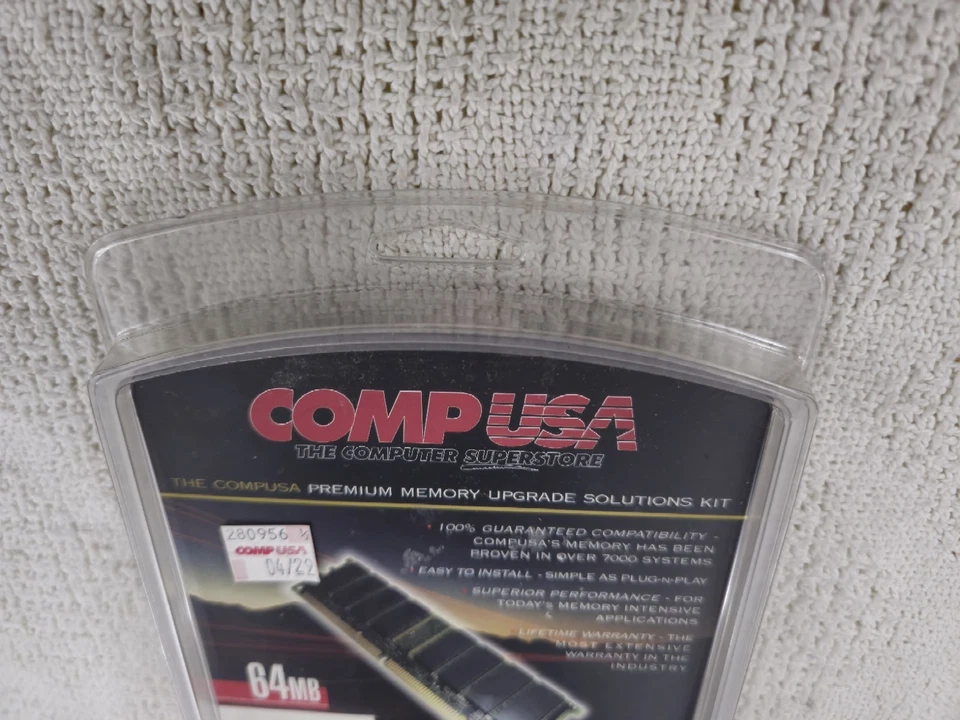 COMPUSA
THE COMPUTER SUPERSTORE
THE COMPUSA PREMIUM MEMORY UPGRADE SOLUTIONS KIT
280956
COMPUSA
04/22
• 100% GUARANTEED COMPATIBILITY -
COMPUSA'S MEMORY HAS BEEN
PROVEN IN OVER 7000 SYSTEMS
• EASY TO INSTALL - SIMPLE AS PLUG-N-PLAY
• SUPERIOR PERFORMANCE - FOR
TODAY'S MEMORY INTENSIVE
APPLICATIONS
• LIFETIME WARRANTY - THE
MOST EXTENSIVE
WARRANTY IN THE
INDUSTRY
64MB